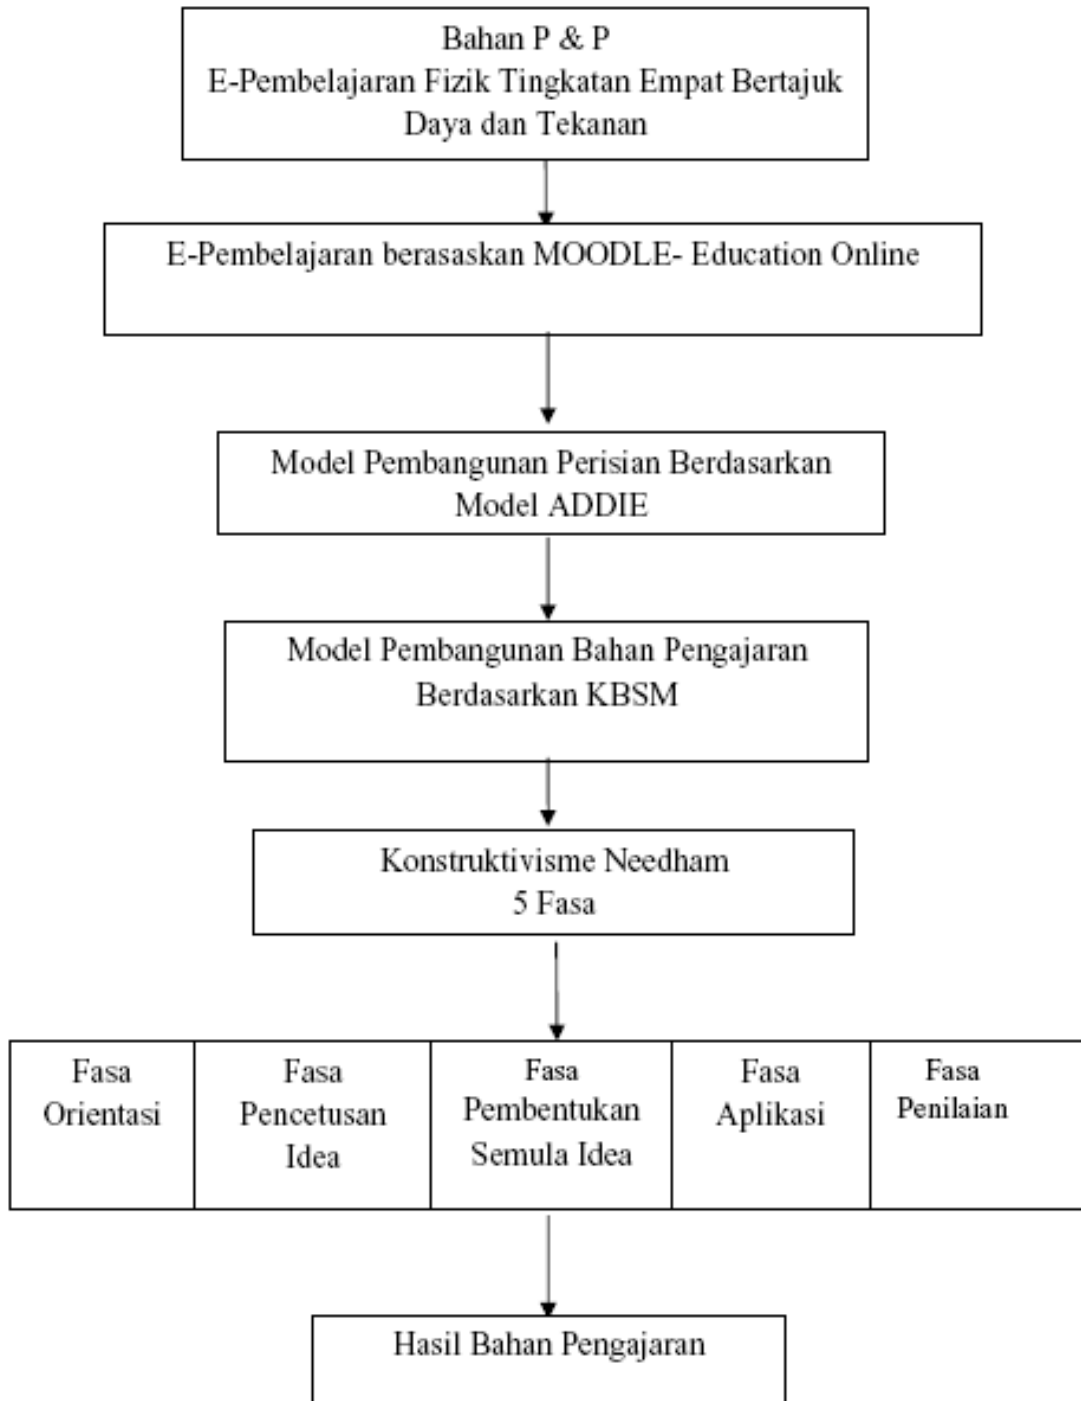 Bahan P & P
E-Pembelajaran Fizik Tingkatan Empat Bertajuk
Daya dan Tekanan
E-Pembelajaran berasaskan MOODLE- Education Online
Model Pembangunan Perisian Berdasarkan
Model ADDIE
Model Pembangunan Bahan Pengajaran
Berdasarkan KBSM
Konstruktivisme Needham
5 Fasa
Fasa
Orientasi
Fasa
Pencetusan
Idea
Fasa
Pembentukan
Semula Idea
Fasa
Aplikasi
Fasa
Penilaian
Hasil Bahan Pengajaran